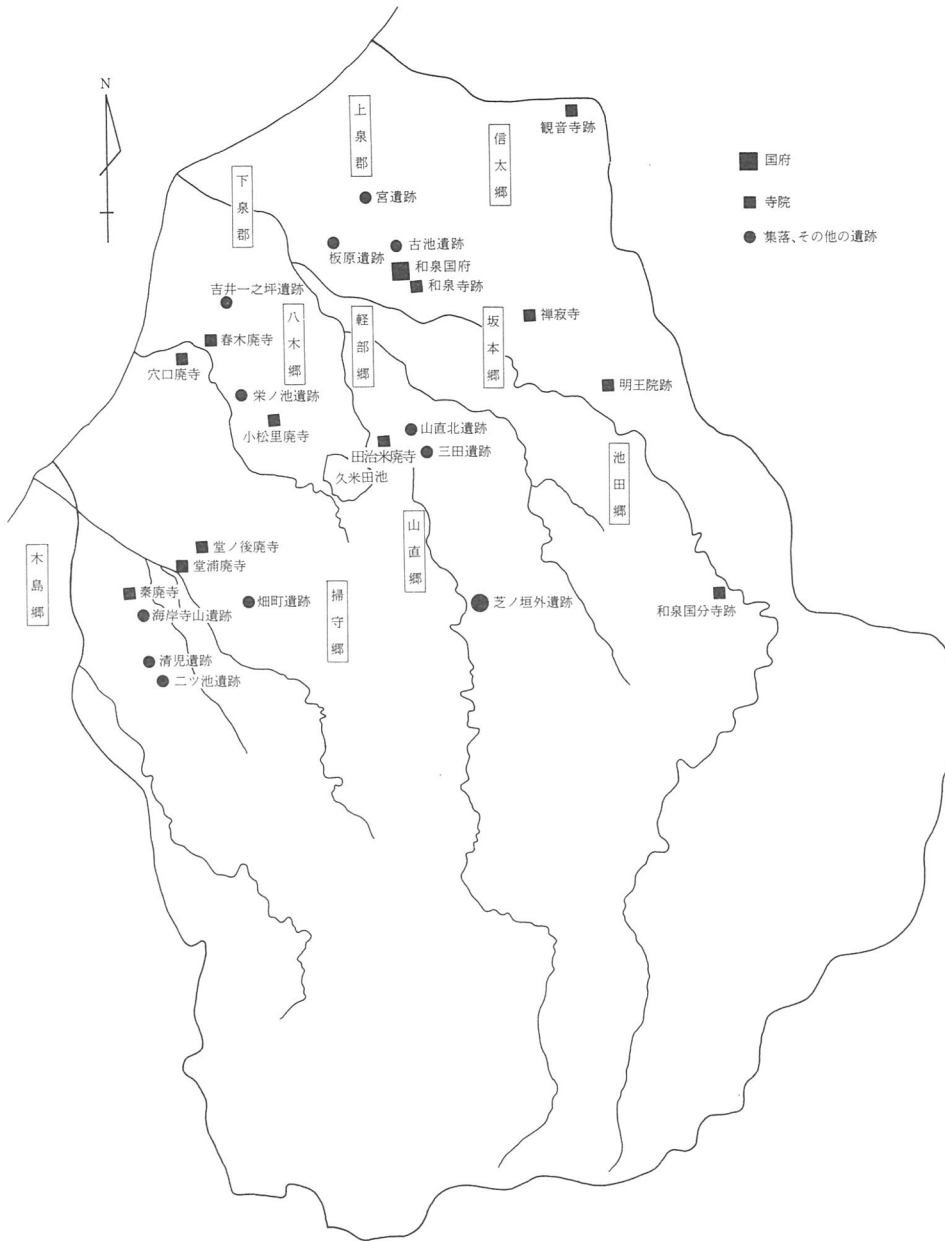 N
上泉郡
信太郷
観音寺跡
国府
寺院
集落、その他の遺跡
下泉郡
宮遺跡
板原遺跡
古池遺跡
和泉国府
和泉寺跡
吉井一之坪遺跡
八木郷
軽部郷
坂本郷
禅寂寺
春木廃寺
穴口廃寺
明王院跡
栄ノ池遺跡
小松里廃寺
山直北遺跡
田治米廃寺
三田遺跡
久米田池
池田郷
山直郷
木島郷
堂ノ後廃寺
堂浦廃寺
秦廃寺
海岸寺山遺跡
畑町遺跡
掃守郷
芝ノ垣外遺跡
和泉国分寺跡
清児遺跡
二ツ池遺跡